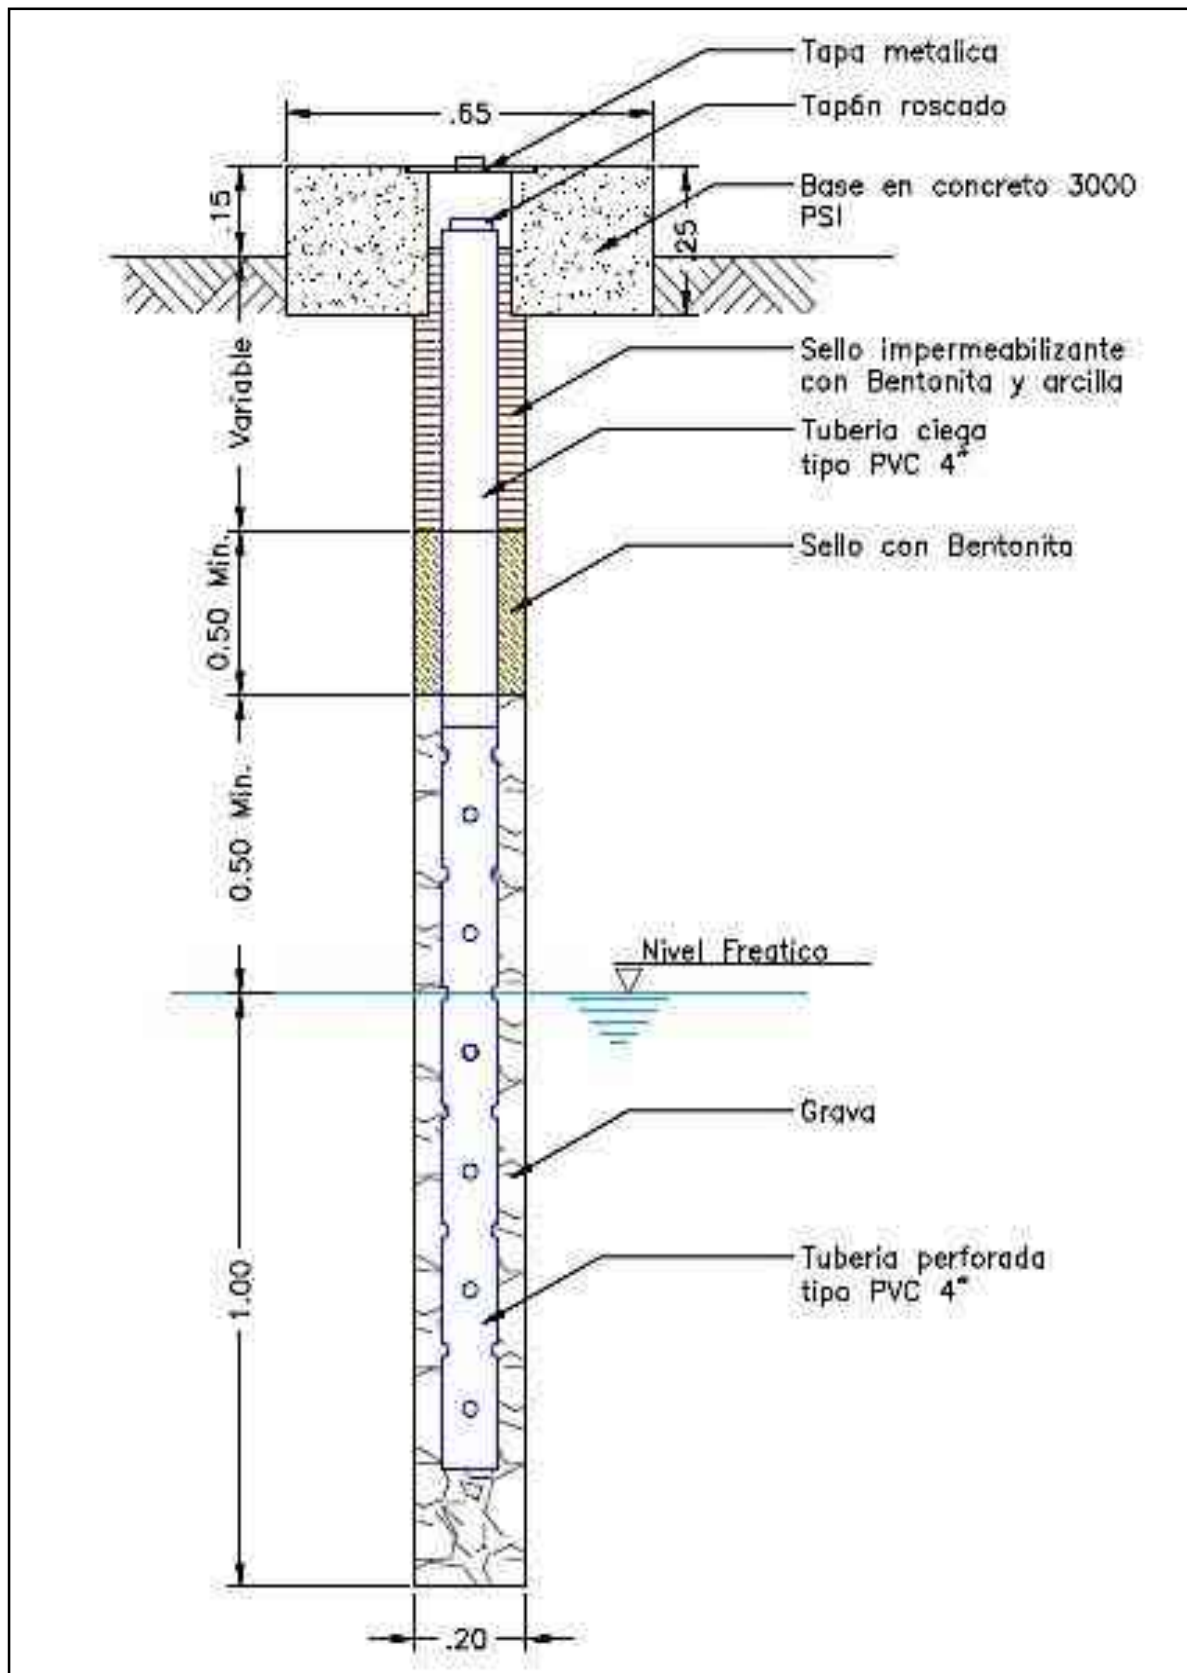 Tapa metalica
.65
Tapón roscado
.15
Base en concreto 3000
PSI
.25
Variable
Sello impermeabilizante
con Bentonita y arcilla
Tuberia ciega
tipo PVC 4"
0.50 Min.
Sello con Bentonita
0.50 Min.
Nivel Freatico
Grava
1.00
Tuberia perforada
tipo PVC 4"
.20